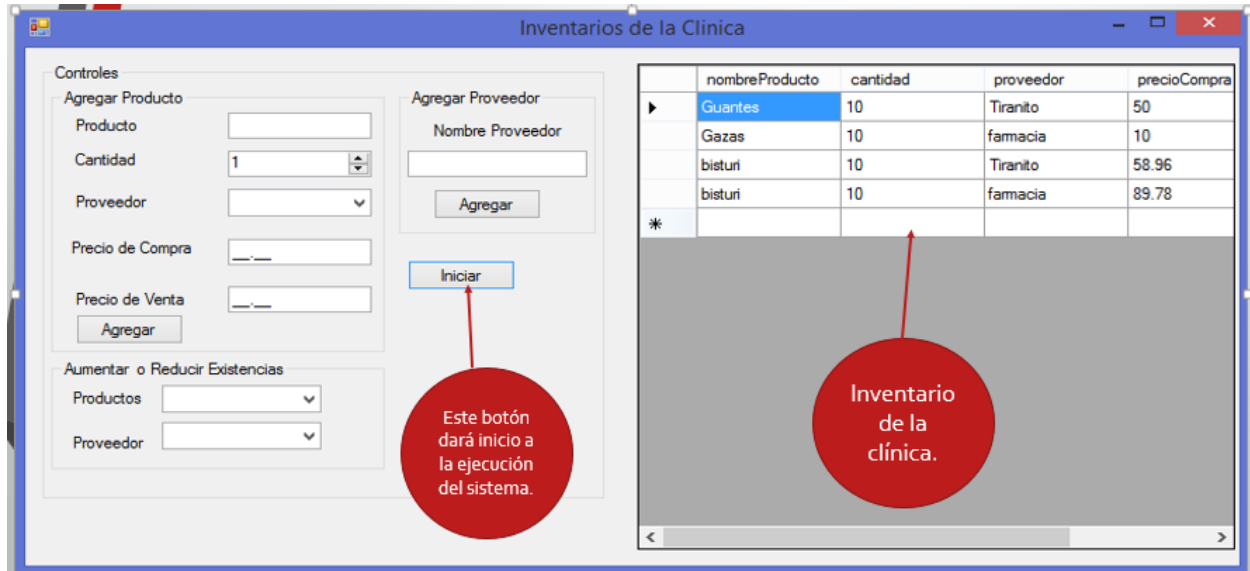 Inventarios de la Clinica
Controles
Agregar Producto
Producto
Cantidad
1
Proveedor
Precio de Compra
__.__
Precio de Venta
__.__
Agregar
Agregar Proveedor
Nombre Proveedor
Agregar
Iniciar
Aumentar o Reducir Existencias
Productos
Proveedor
Este botón
dará inicio a
la ejecución
del sistema.
nombreProducto cantidad proveedor precioCompra
Guantes 10 Tiranito 50
Gazas 10 farmacia 10
bisturi 10 Tiranito 58.96
bisturi 10 farmacia 89.78
Inventario
de la
clínica.